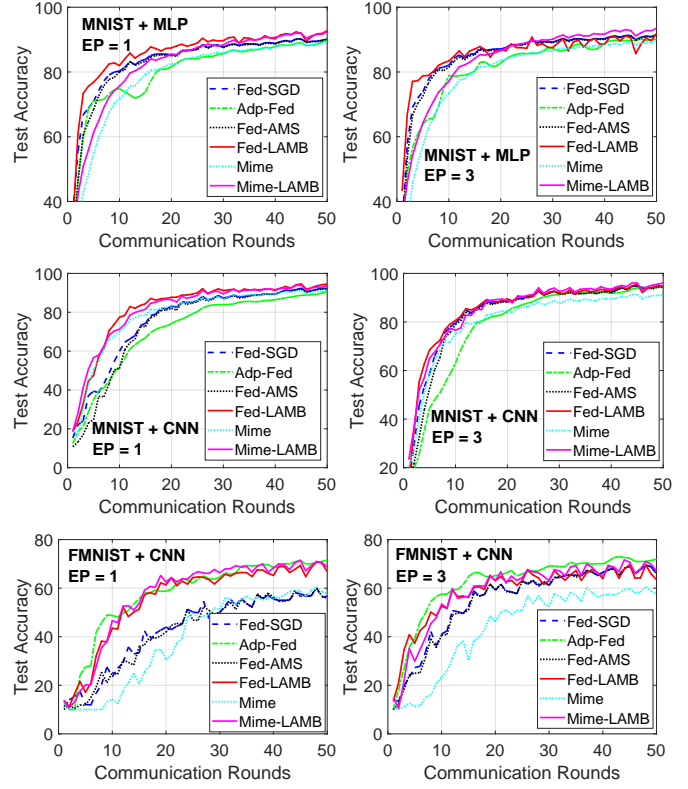 MNIST + MLP
EP = 1
Test Accuracy
100
80
60
40
Fed-SGD
Adp-Fed
Fed-AMS
Fed-LAMB
Mime
Mime-LAMB
0 10 20 30 40 50
Communication Rounds
Test Accuracy
100
80
60
40
MNIST + MLP
EP = 3
Fed-SGD
Adp-Fed
Fed-AMS
Fed-LAMB
Mime
Mime-LAMB
0 10 20 30 40 50
Communication Rounds
Test Accuracy
100
80
60
40
20
0
MNIST + CNN
EP = 1
Fed-SGD
Adp-Fed
Fed-AMS
Fed-LAMB
Mime
Mime-LAMB
0 10 20 30 40 50
Communication Rounds
Test Accuracy
100
80
60
40
20
MNIST + CNN
EP = 3
Fed-SGD
Adp-Fed
Fed-AMS
Fed-LAMB
Mime
Mime-LAMB
0 10 20 30 40 50
Communication Rounds
FMNIST + CNN
EP = 1
Test Accuracy
80
60
40
20
0
Fed-SGD
Adp-Fed
Fed-AMS
Fed-LAMB
Mime
Mime-LAMB
0 10 20 30 40 50
Communication Rounds
FMNIST + CNN
EP = 3
Test Accuracy
80
60
40
20
0
Fed-SGD
Adp-Fed
Fed-AMS
Fed-LAMB
Mime
Mime-LAMB
0 10 20 30 40 50
Communication Rounds